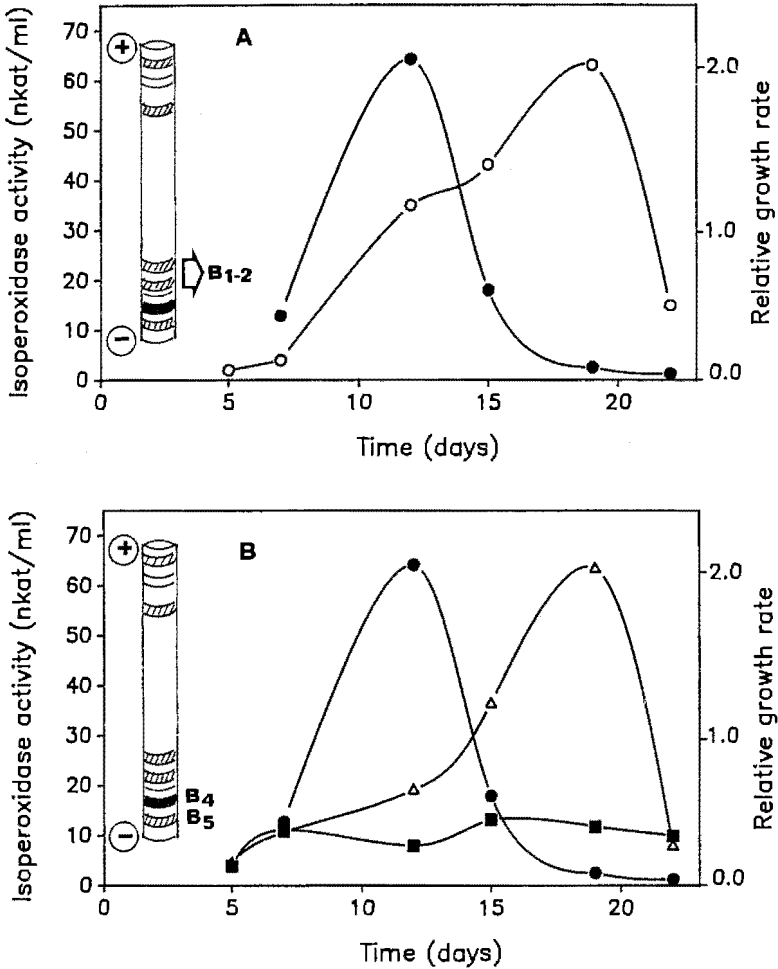 A
Isoperoxidase activity (nkat/ml)
70
60
50
40
30
20
10
0
+
B1-2
−
2.0
1.0
0.0
Relative growth rate
0 5 10 15 20
Time (days)
B
Isoperoxidase activity (nkat/ml)
70
60
50
40
30
20
10
0
+
B4
B5
−
2.0
1.0
0.0
Relative growth rate
0 5 10 15 20
Time (days)